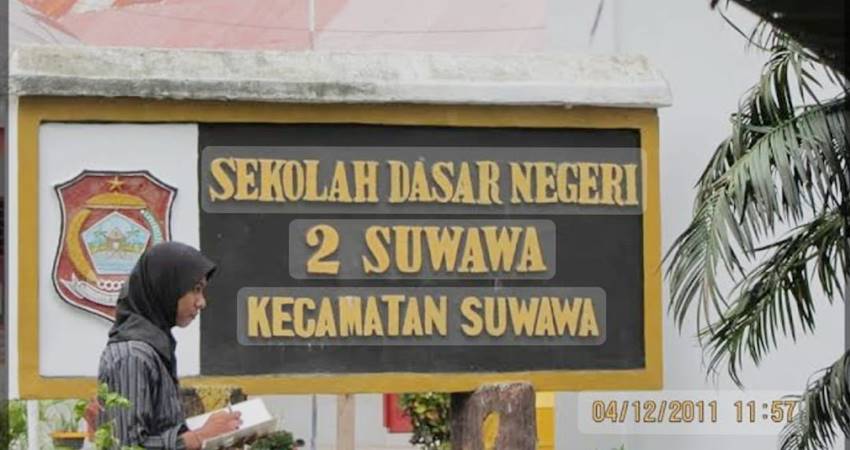 SEKOLAH DASAR NEGERI
2 SUWAWA
KECAMATAN SUWAWA
04/12/2011 11:57